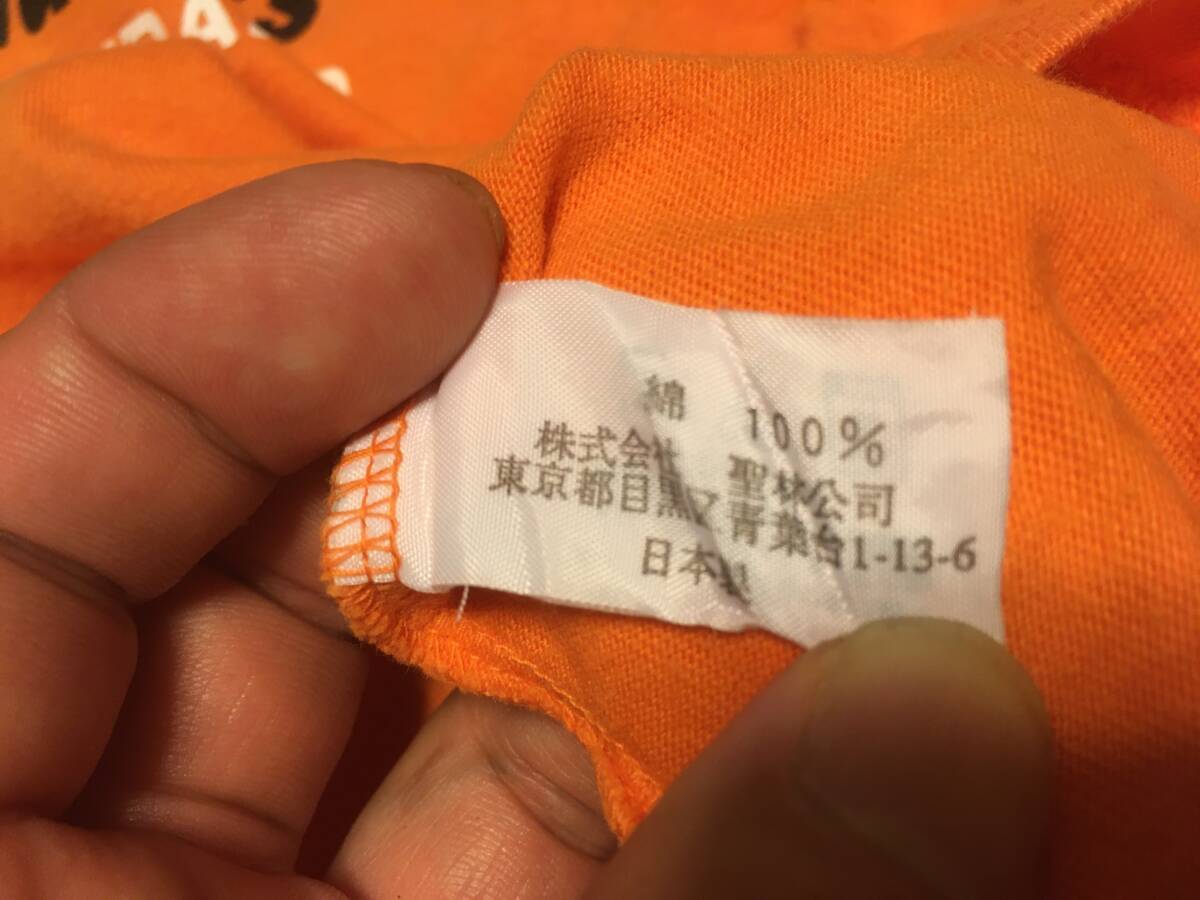 綿 100%
株式会社 聖林公司
東京都目黒区青葉台1-13-6
日本製